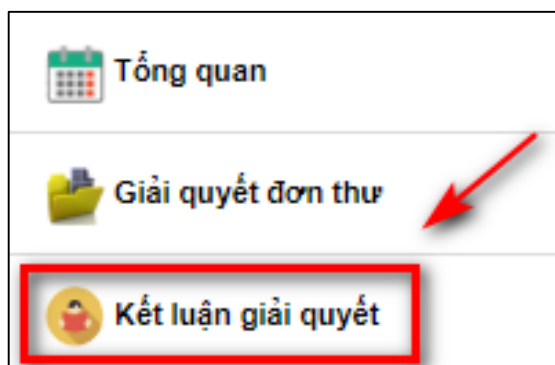 Tổng quan
Giải quyết đơn thư
Kết luận giải quyết